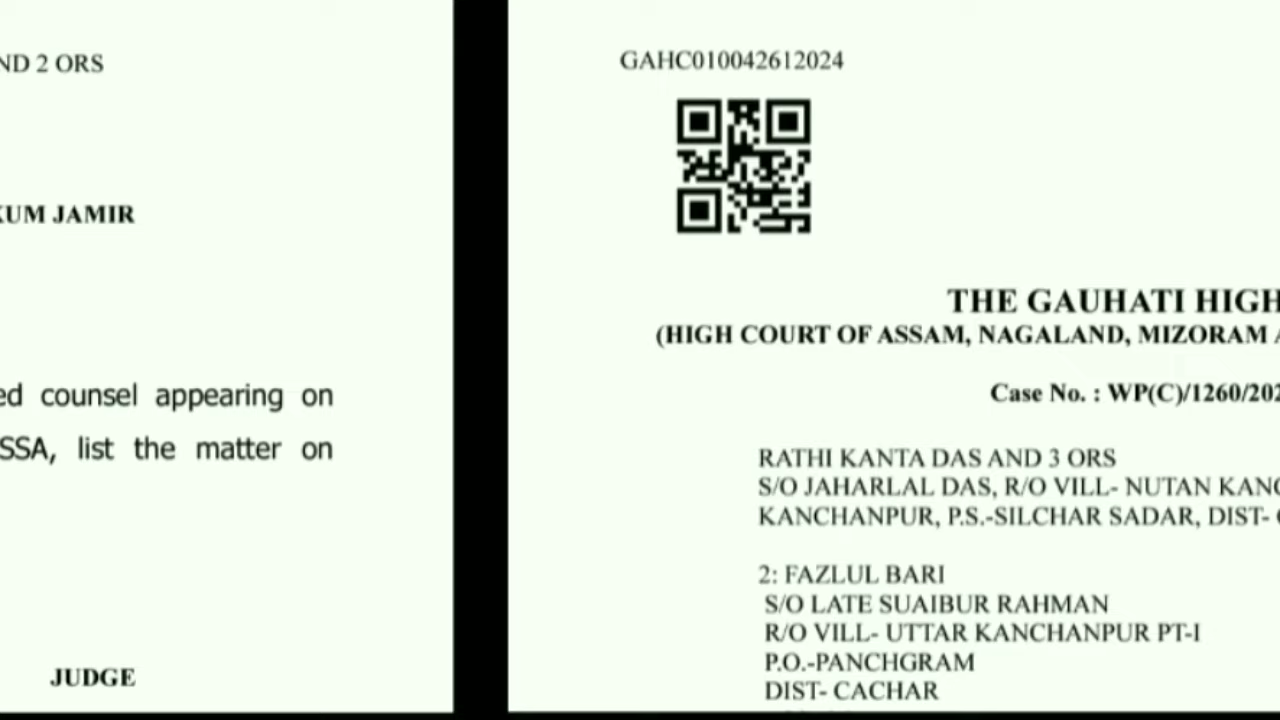 ND 2 ORS
KUM JAMIR
ed counsel appearing on
SSA, list the matter on
JUDGE
GAHC010042612024
THE GAUHATI HIGH
(HIGH COURT OF ASSAM, NAGALAND, MIZORAM A
Case No. : WP(C)/1260/202
RATHI KANTA DAS AND 3 ORS
S/O JAHARLAL DAS, R/O VILL- NUTAN KANC
KANCHANPUR, P.S.-SILCHAR SADAR, DIST- C
2: FAZLUL BARI
S/O LATE SUAIBUR RAHMAN
R/O VILL- UTTAR KANCHANPUR PT-I
P.O.-PANCHGRAM
DIST- CACHAR